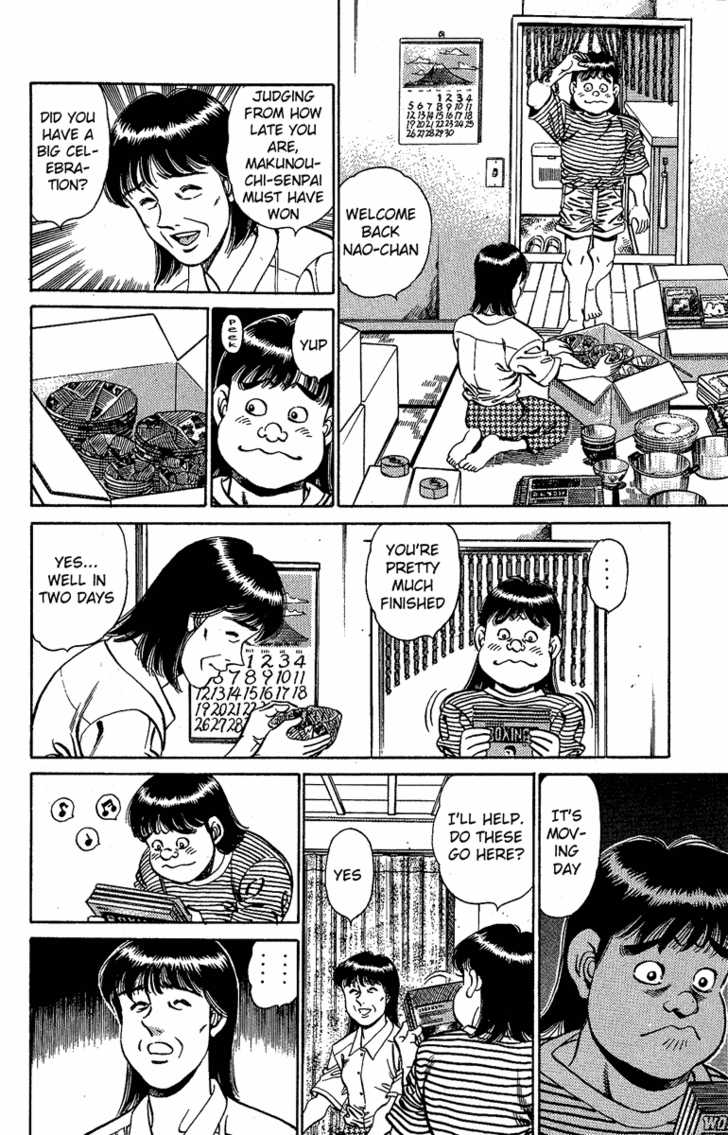 1 2 3 4
5 6 7 8 9 10 11
12 13 14 15 16 17 18
19 20 21 22 23 24 25
26 27 28 29 30
WELCOME
BACK
NAO-CHAN
JUDGING
FROM HOW
LATE YOU
ARE,
MAKUNOU-
CHI-SENPAI
MUST HAVE
WON
DID YOU
HAVE A
BIG CEL-
EBRA-
TION?
YUP
PEEK
....
YOU'RE
PRETTY
MUCH
FINISHED
BOXING
YES...
WELL IN
TWO DAYS
1 2 3 4
7 8 9 10 11
12 13 14 15 16 17 18
19 20 21 22
26 27 28
IT'S
MOV-
ING
DAY
I'LL HELP.
DO THESE
GO HERE?
YES
....